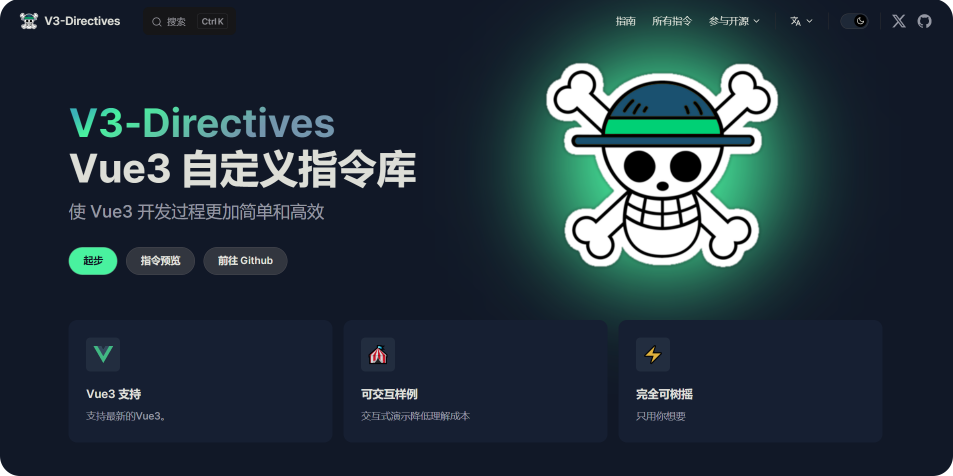 V3-Directives
搜索 Ctrl K
指南 所有指令 参与开源
V3-Directives
Vue3 自定义指令库
使 Vue3 开发过程更加简单和高效
起步 指令预览 前往 Github
Vue3 支持
支持最新的Vue3。
可交互样例
交互式演示降低理解成本
完全可树摇
只用你想要